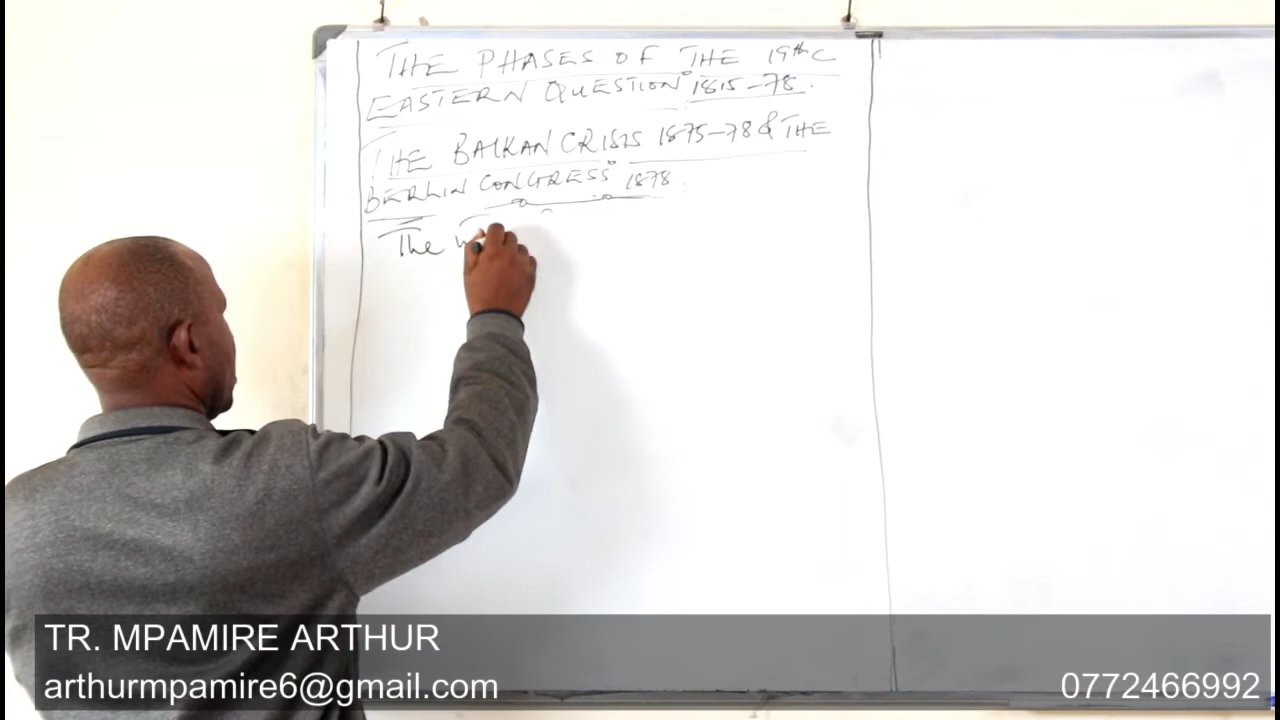 THE PHASES OF THE 19th C
EASTERN QUESTION 1815-78.
THE BALKAN CRISIS 1875-78 & THE
BERLIN CONGRESS 1878.
The
TR. MPAMIRE ARTHUR
arthurmpamire6@gmail.com
0772466992